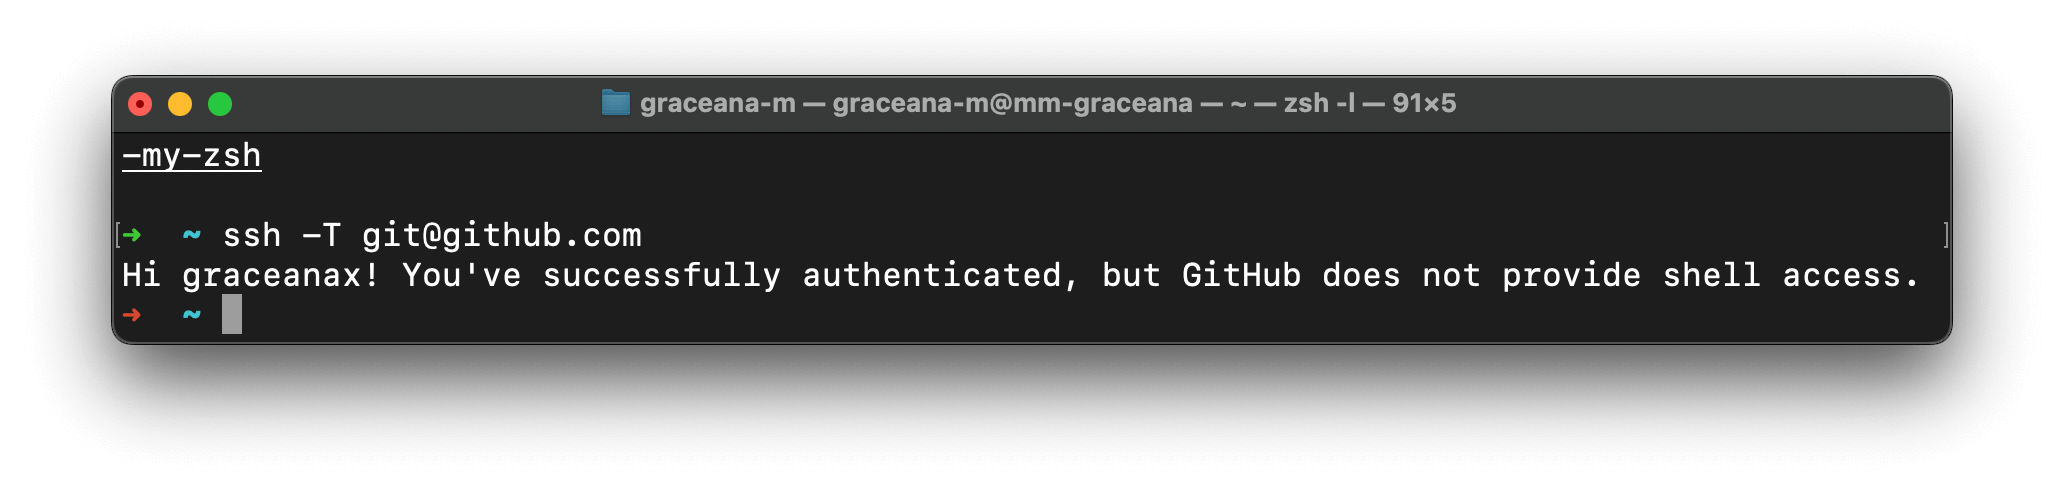 graceana-m — graceana-m@mm-graceana — ~ — zsh -l — 91×5
-my-zsh
[➜  ~ ssh -T git@github.com ]
Hi graceanax! You've successfully authenticated, but GitHub does not provide shell access.
➜  ~